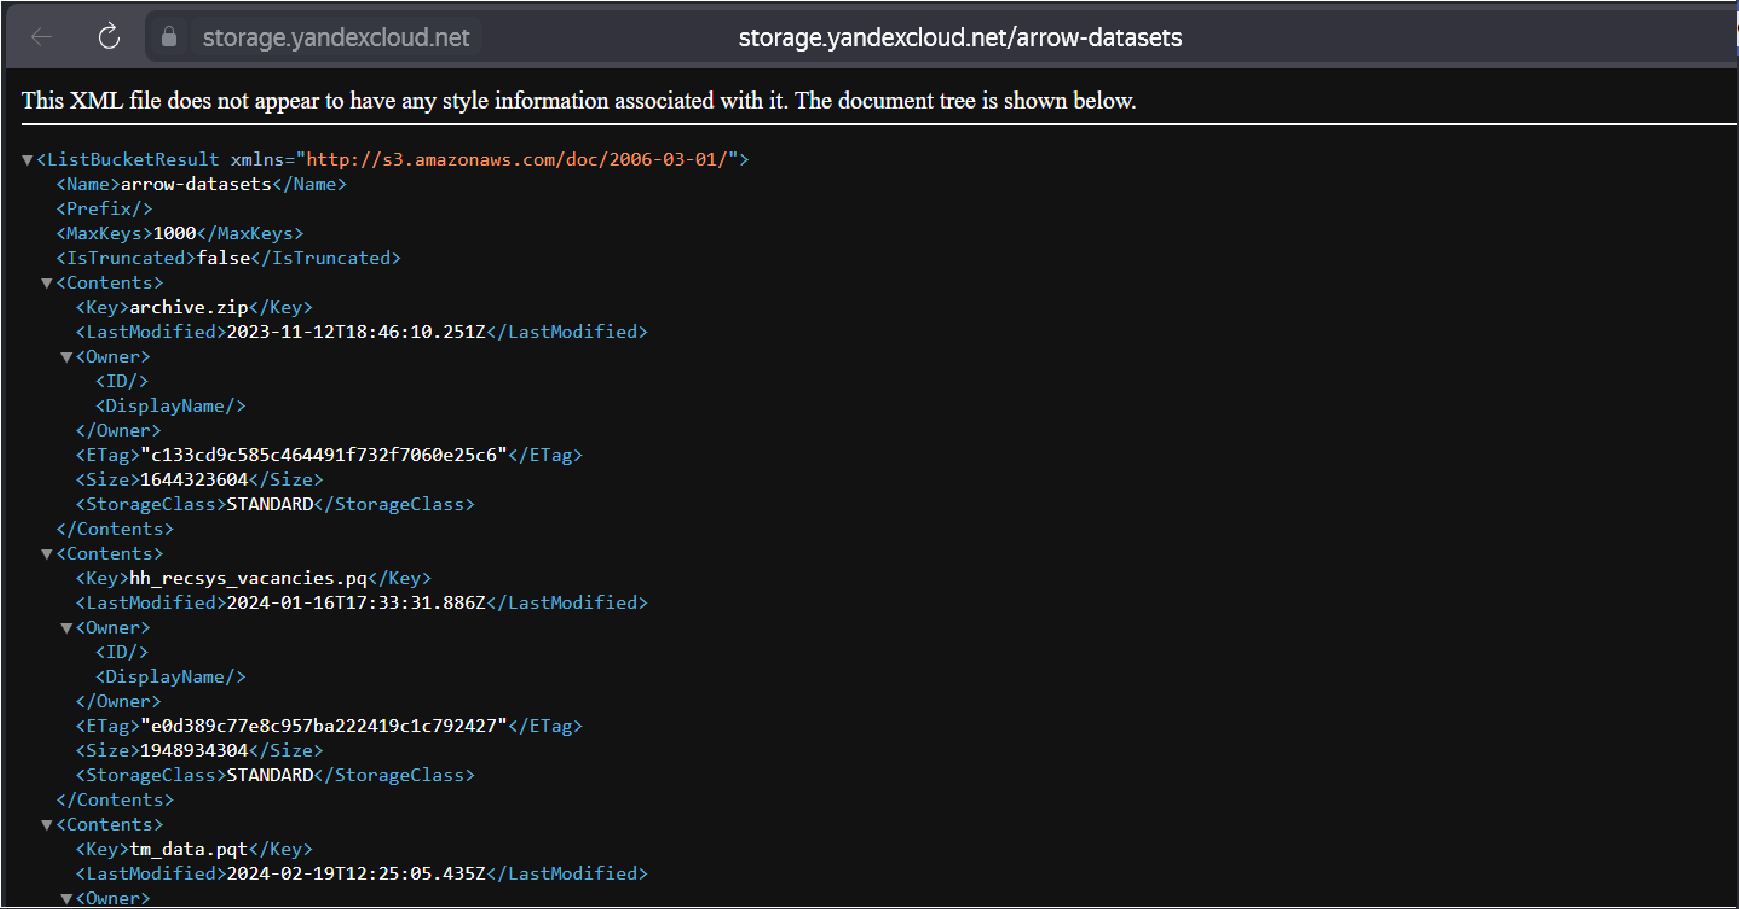 storage.yandexcloud.net storage.yandexcloud.net/arrow-datasets
This XML file does not appear to have any style information associated with it. The document tree is shown below.
▼<ListBucketResult xmlns="http://s3.amazonaws.com/doc/2006-03-01/">
<Name>arrow-datasets</Name>
<Prefix/>
<MaxKeys>1000</MaxKeys>
<IsTruncated>false</IsTruncated>
▼<Contents>
<Key>archive.zip</Key>
<LastModified>2023-11-12T18:46:10.251Z</LastModified>
▼<Owner>
<ID/>
<DisplayName/>
</Owner>
<ETag>"c133cd9c585c464491f732f7060e25c6"</ETag>
<Size>1644323604</Size>
<StorageClass>STANDARD</StorageClass>
</Contents>
▼<Contents>
<Key>hh_recsys_vacancies.pq</Key>
<LastModified>2024-01-16T17:33:31.886Z</LastModified>
▼<Owner>
<ID/>
<DisplayName/>
</Owner>
<ETag>"e0d389c77e8c957ba222419c1c792427"</ETag>
<Size>1948934304</Size>
<StorageClass>STANDARD</StorageClass>
</Contents>
▼<Contents>
<Key>tm_data.pqt</Key>
<LastModified>2024-02-19T12:25:05.435Z</LastModified>
▼<Owner>